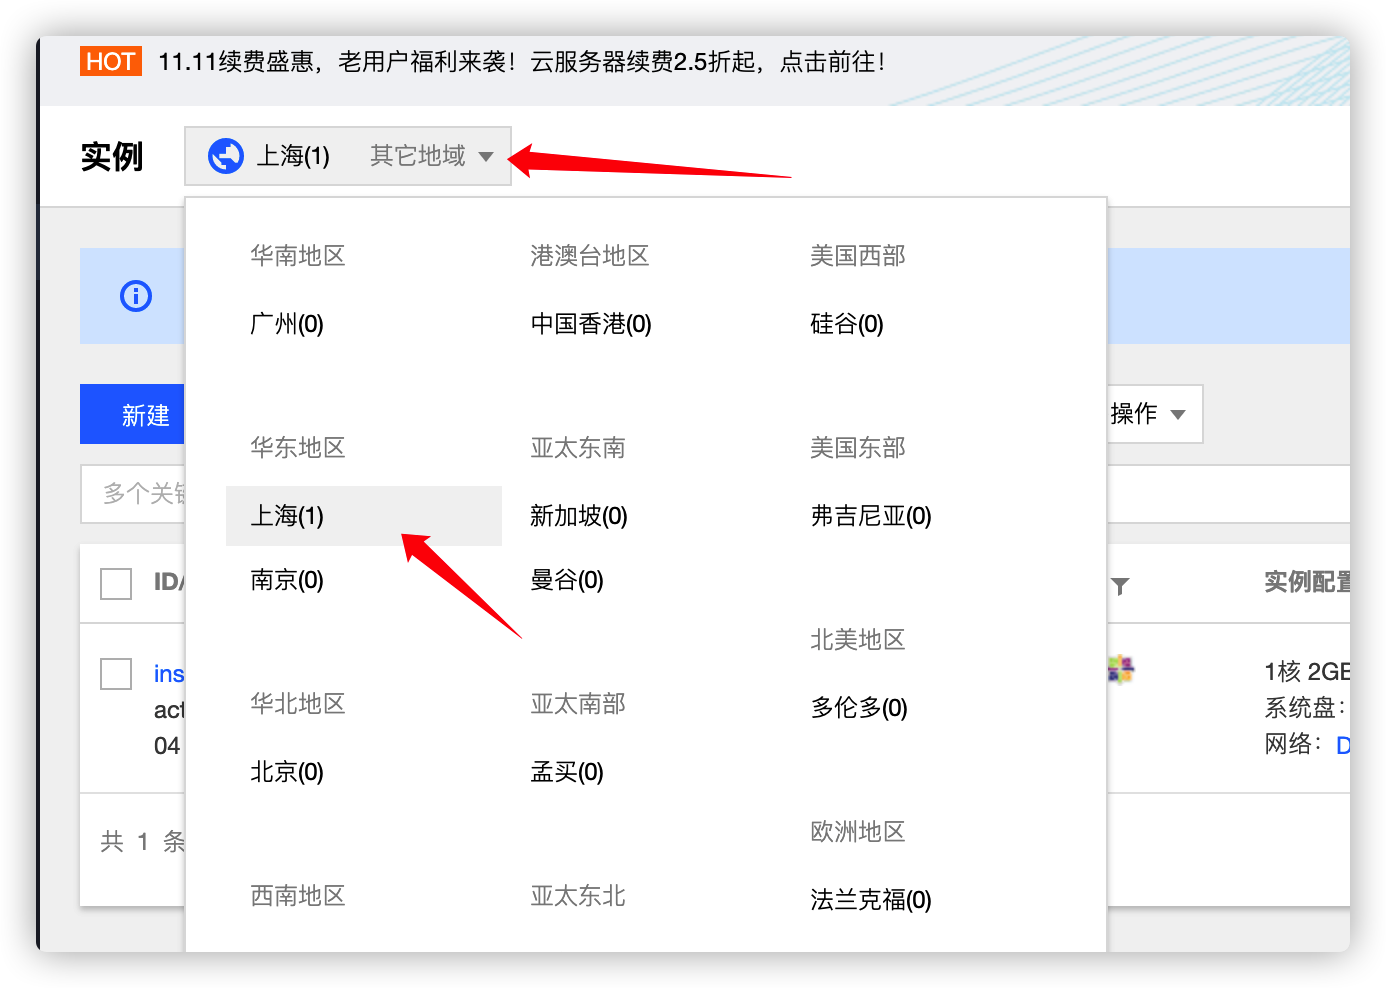 HOT 11.11续费盛惠，老用户福利来袭！云服务器续费2.5折起，点击前往！
实例 上海(1) 其它地域
华南地区 港澳台地区 美国西部
广州(0) 中国香港(0) 硅谷(0)
新建 操作
华东地区 亚太东南 美国东部
多个关键
上海(1) 新加坡(0) 弗吉尼亚(0)
南京(0) 曼谷(0)
ID/ 实例配置
北美地区
ins 1核 2GB
华北地区 亚太南部 多伦多(0)
act 系统盘：
04 网络： D
北京(0) 孟买(0)
欧洲地区
共 1 条
西南地区 亚太东北 法兰克福(0)